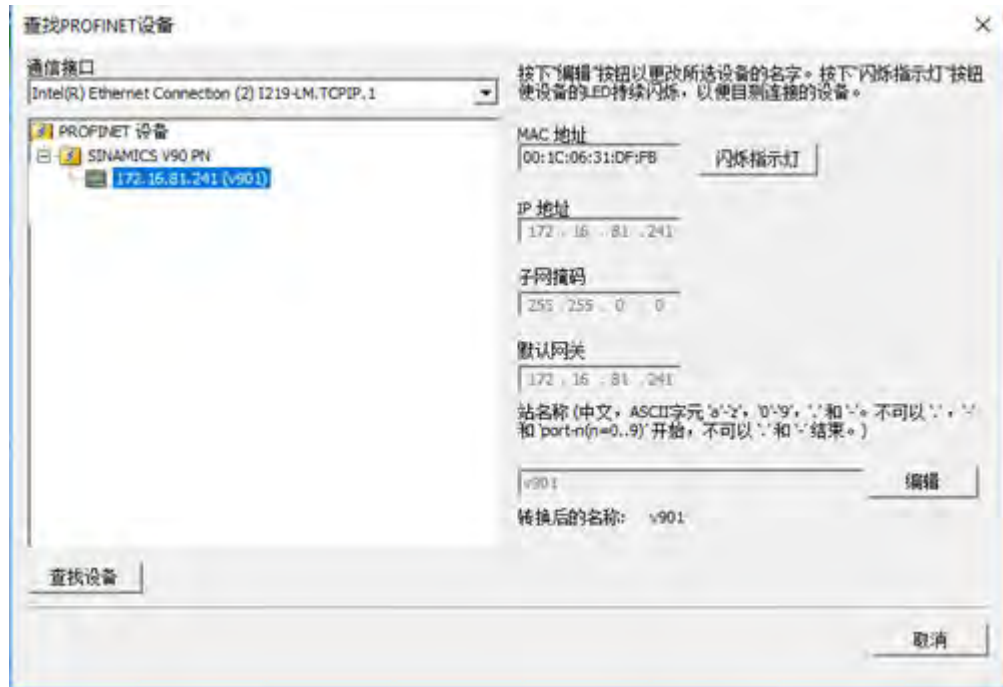 查找PROFINET设备
通信接口
Intel(R) Ethernet Connection (2) I219-LM.TCPIP.1
PROFINET 设备
SINAMICS V90 PN
172.16.81.241 (v901)
查找设备
按下"编辑"按钮以更改所选设备的名字。按下"闪烁指示灯"按钮
使设备的LED持续闪烁，以便目测连接的设备。
MAC 地址
00:1C:06:31:DF:FB
闪烁指示灯
IP 地址
172 . 16 . 81 . 241
子网掩码
255 . 255 . 0 . 0
默认网关
172 . 16 . 81 . 241
站名称 (中文，ASCII字元 'a'-'z'，'0'-'9'，'.' 和 '-'。不可以 '.'，'-'
和 'port-n(n=0..9)' 开始，不可以 '.' 和 '-' 结束。)
v901
编辑
转换后的名称: v901
取消